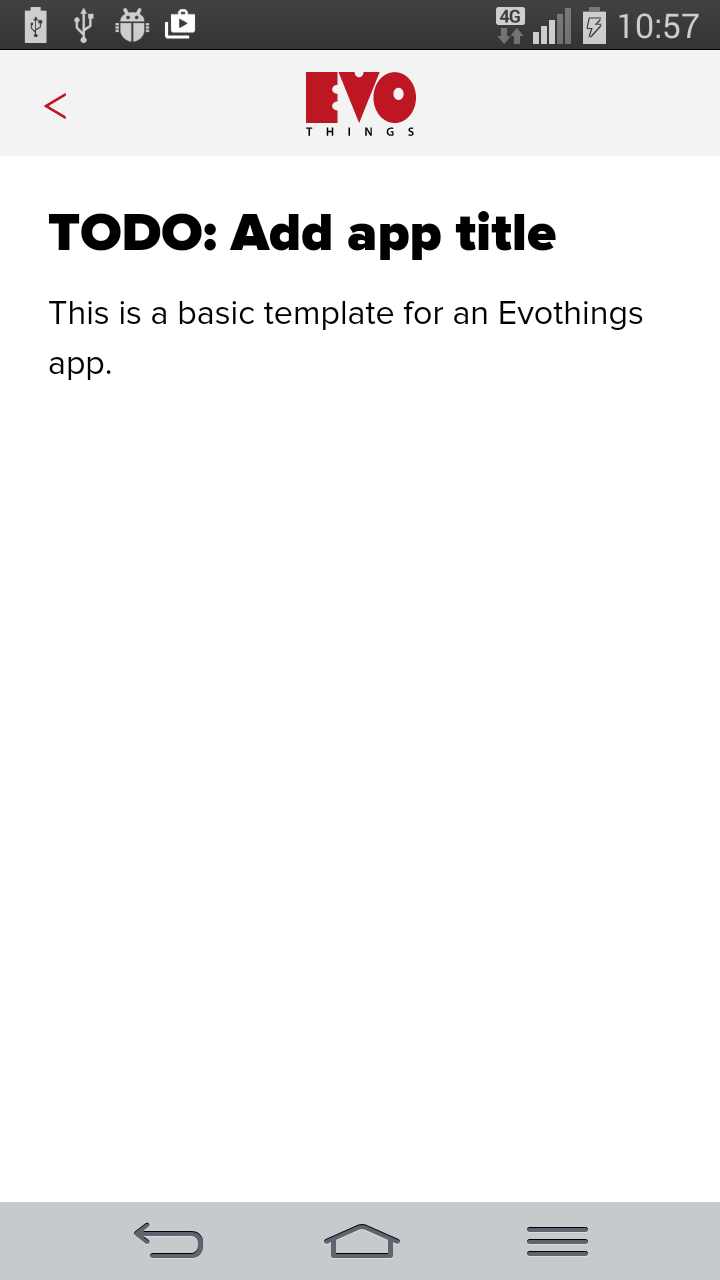 4G 10:57
<
EVO
THINGS
TODO: Add app title
This is a basic template for an Evothings
app.